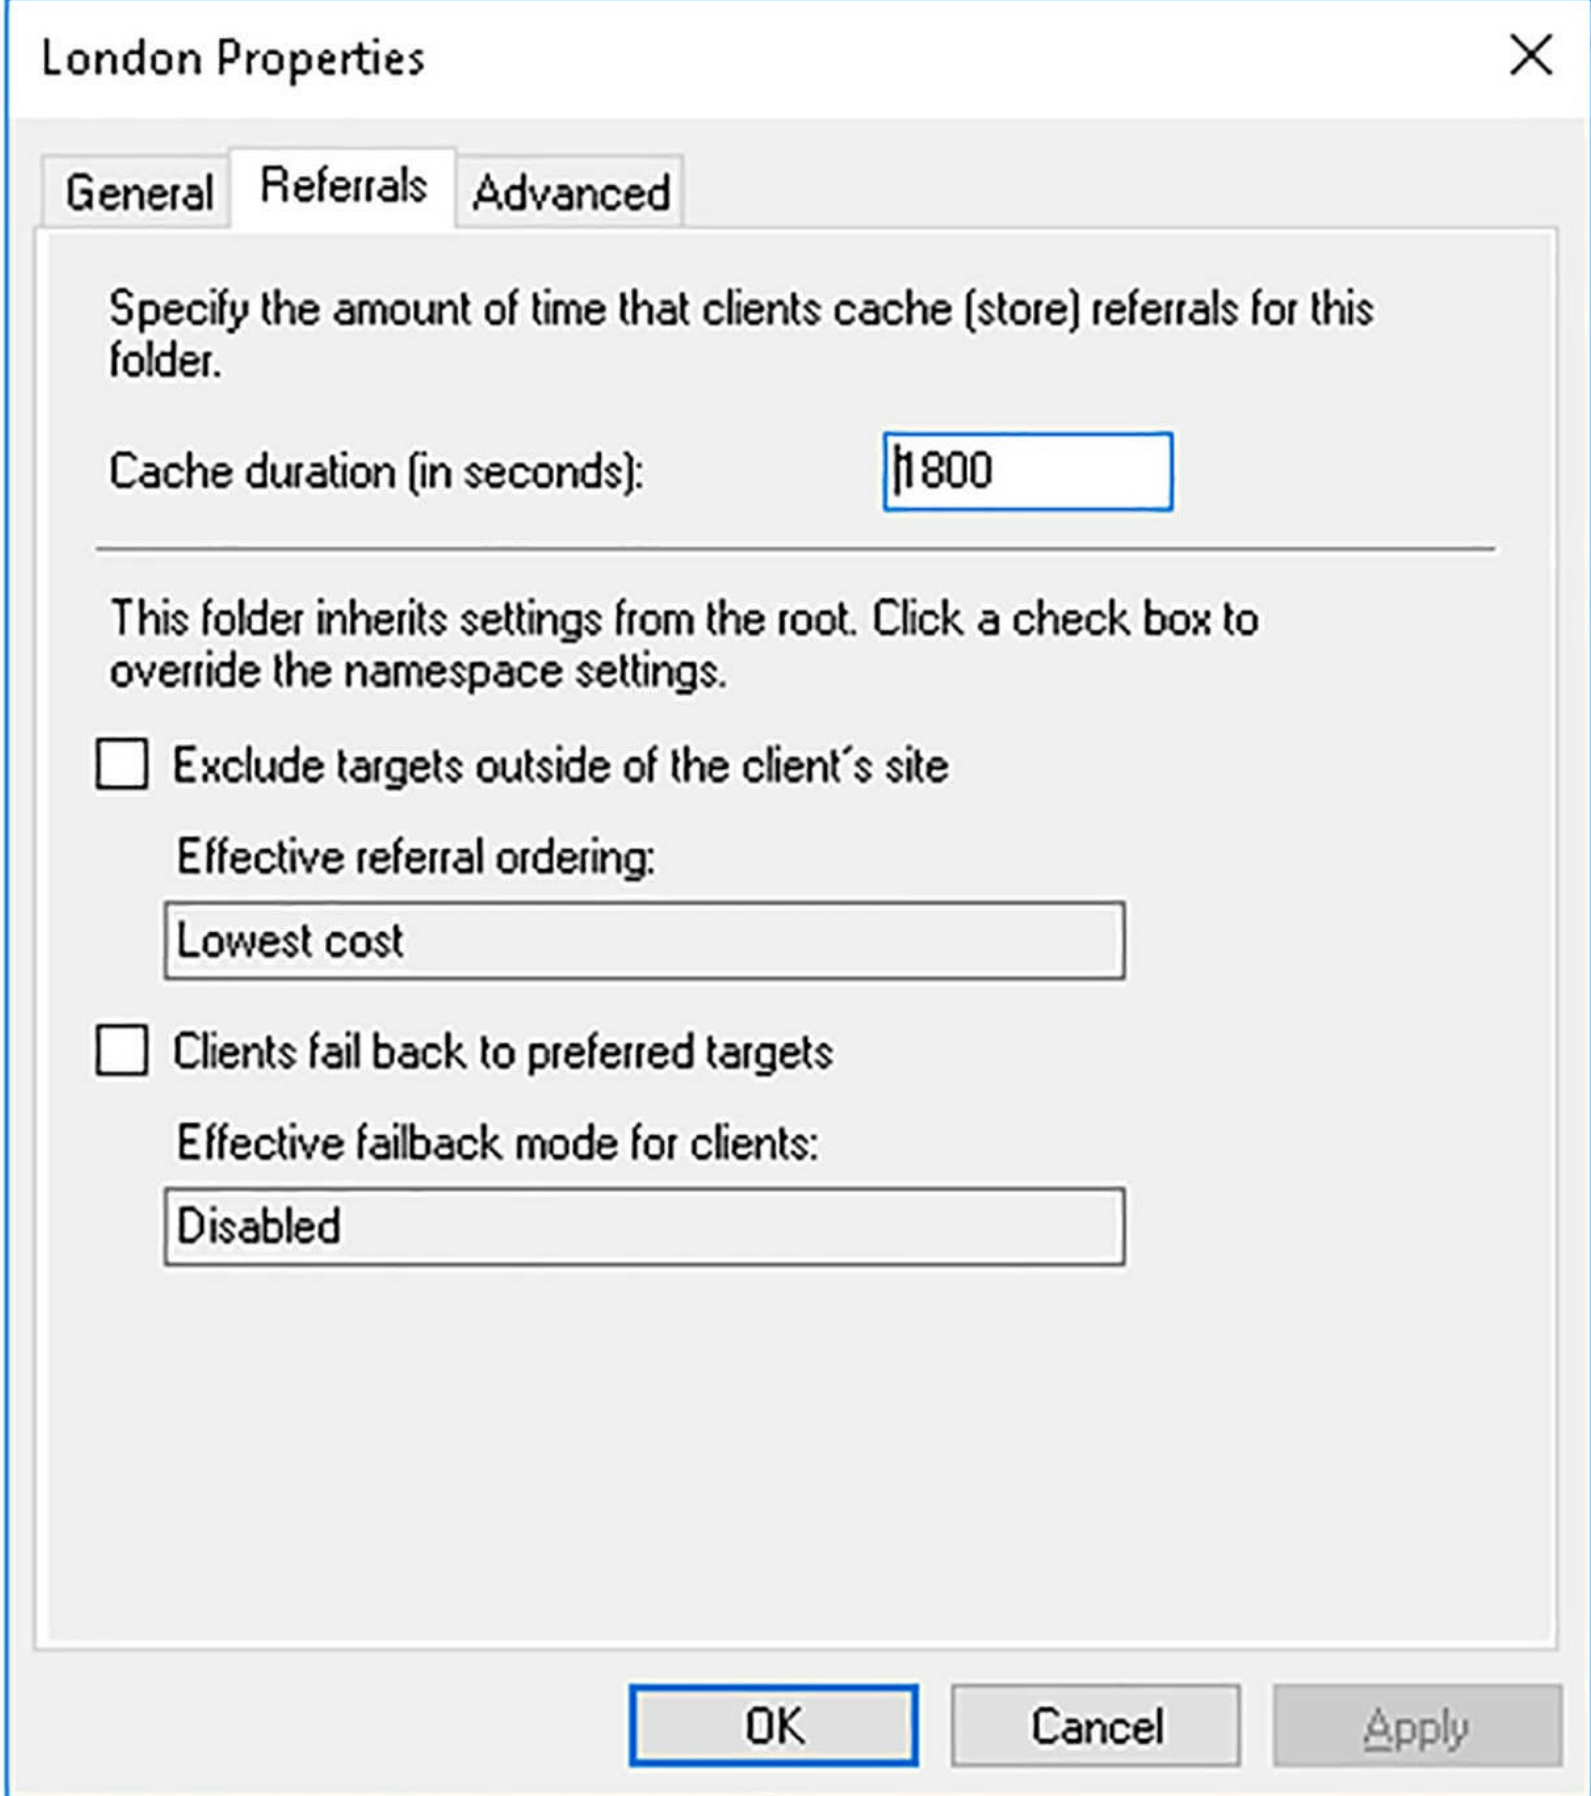 London Properties
General Referrals Advanced
Specify the amount of time that clients cache (store) referrals for this
folder.
Cache duration (in seconds): 1800
This folder inherits settings from the root. Click a check box to
override the namespace settings.
Exclude targets outside of the client´s site
Effective referral ordering:
Lowest cost
Clients fail back to preferred targets
Effective failback mode for clients:
Disabled
OK Cancel Apply